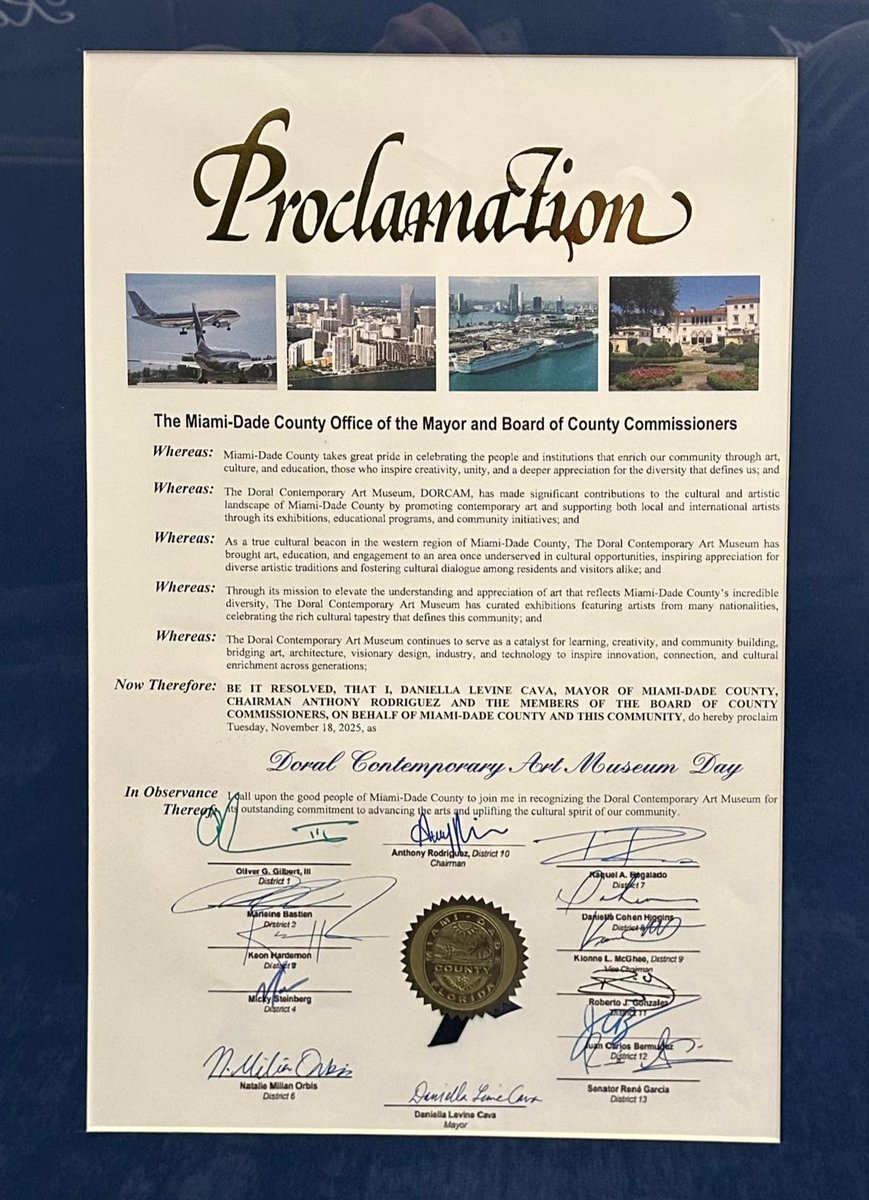 Proclamation
The Miami-Dade County Office of the Mayor and Board of County Commissioners
Whereas: Miami-Dade County takes great pride in celebrating the people and institutions that enrich our community through art,
culture, and education, those who inspire creativity, unity, and a deeper appreciation for the diversity that defines us; and
Whereas: The Doral Contemporary Art Museum, DORCAM, has made significant contributions to the cultural and artistic
landscape of Miami-Dade County by promoting contemporary art and supporting both local and international artists
through its exhibitions, educational programs, and community initiatives; and
Whereas: As a true cultural beacon in the western region of Miami-Dade County, The Doral Contemporary Art Museum has
brought art, education, and engagement to an area once underserved in cultural opportunities, inspiring appreciation for
diverse artistic traditions and fostering cultural dialogue among residents and visitors alike; and
Whereas: Through its mission to elevate the understanding and appreciation of art that reflects Miami-Dade County's incredible
diversity, The Doral Contemporary Art Museum has curated exhibitions featuring artists from many nationalities,
celebrating the rich cultural tapestry that defines this community; and
Whereas: The Doral Contemporary Art Museum continues to serve as a catalyst for learning, creativity, and community building,
bridging art, architecture, visionary design, industry, and technology to inspire innovation, connection, and cultural
enrichment across generations;
Now Therefore: BE IT RESOLVED, THAT I, DANIELLA LEVINE CAVA, MAYOR OF MIAMI-DADE COUNTY,
CHAIRMAN ANTHONY RODRIGUEZ AND THE MEMBERS OF THE BOARD OF COUNTY
COMMISSIONERS, ON BEHALF OF MIAMI-DADE COUNTY AND THIS COMMUNITY, do hereby proclaim
Tuesday, November 18, 2025, as
Doral Contemporary Art Museum Day
In Observance I call upon the good people of Miami-Dade County to join me in recognizing the Doral Contemporary Art Museum for
Thereof, its outstanding commitment to advancing the arts and uplifting the cultural spirit of our community.
Anthony Rodriguez, District 10
Chairman
Oliver G. Gilbert, III
District 1
Raquel A. Regalado
District 7
Marleine Bastien
District 2
Danielle Cohen Higgins
District 8
Keon Hardemon
District 3
Kionne L. McGhee, District 9
Vice Chairman
Micky Steinberg
District 4
Roberto J. Gonzalez
District 11
MIAMI-DADE
COUNTY
FLORIDA
Juan Carlos Bermudez
District 12
N. Milian Orbis
Natalie Milian Orbis
District 6
Senator René Garcia
District 13
Daniella Levine Cava
Daniella Levine Cava
Mayor